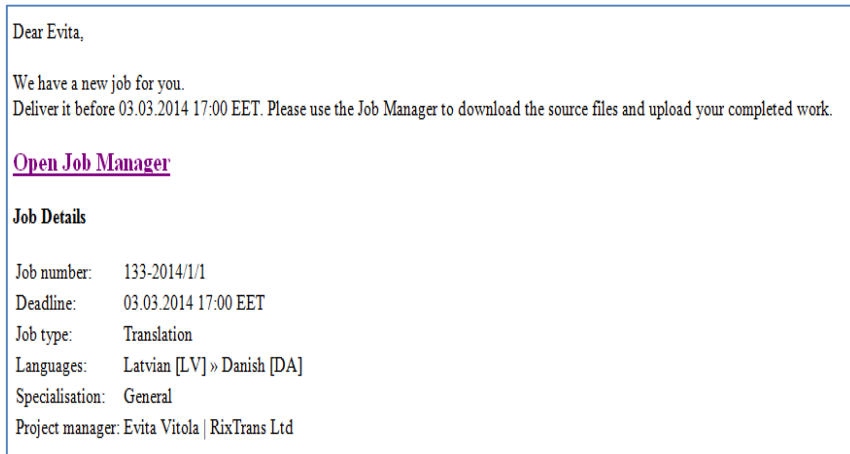 Dear Evita,
We have a new job for you.
Deliver it before 03.03.2014 17:00 EET. Please use the Job Manager to download the source files and upload your completed work.
Open Job Manager
Job Details
Job number: 133-2014/1/1
Deadline: 03.03.2014 17:00 EET
Job type: Translation
Languages: Latvian [LV] » Danish [DA]
Specialisation: General
Project manager: Evita Vitola | RixTrans Ltd